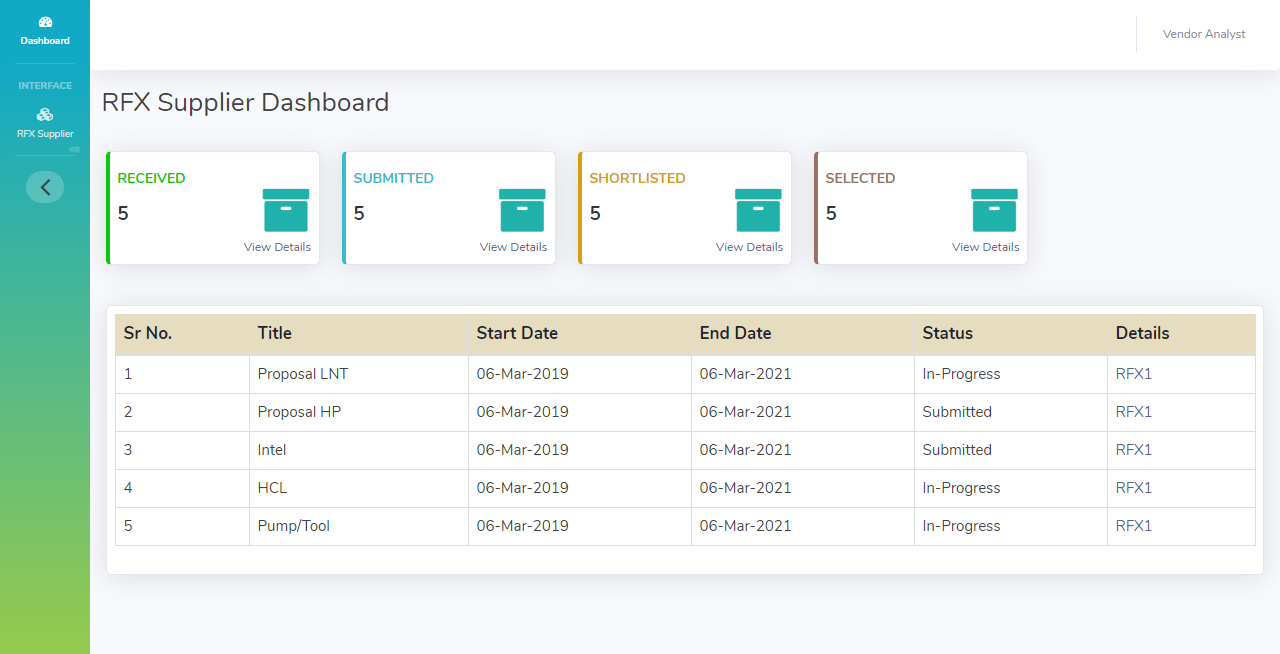 Dashboard
INTERFACE
RFX Supplier
Vendor Analyst
RFX Supplier Dashboard
RECEIVED
5
View Details
SUBMITTED
5
View Details
SHORTLISTED
5
View Details
SELECTED
5
View Details
Sr No. Title Start Date End Date Status Details
1 Proposal LNT 06-Mar-2019 06-Mar-2021 In-Progress RFX1
2 Proposal HP 06-Mar-2019 06-Mar-2021 Submitted RFX1
3 Intel 06-Mar-2019 06-Mar-2021 Submitted RFX1
4 HCL 06-Mar-2019 06-Mar-2021 In-Progress RFX1
5 Pump/Tool 06-Mar-2019 06-Mar-2021 In-Progress RFX1